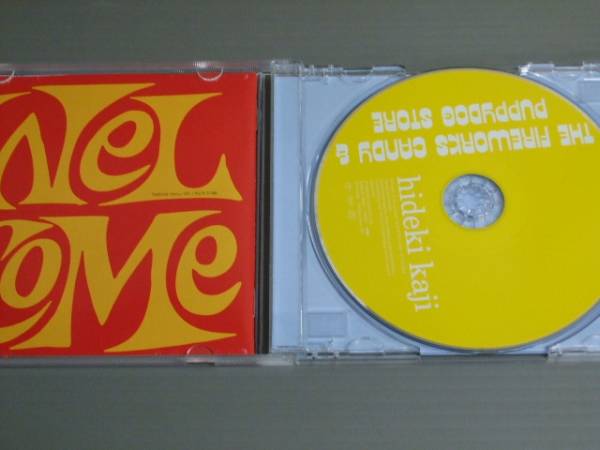 WeL
COMe
THE FIREWORKS CANDY &
PUPPYDOG STORE
hideki kaji